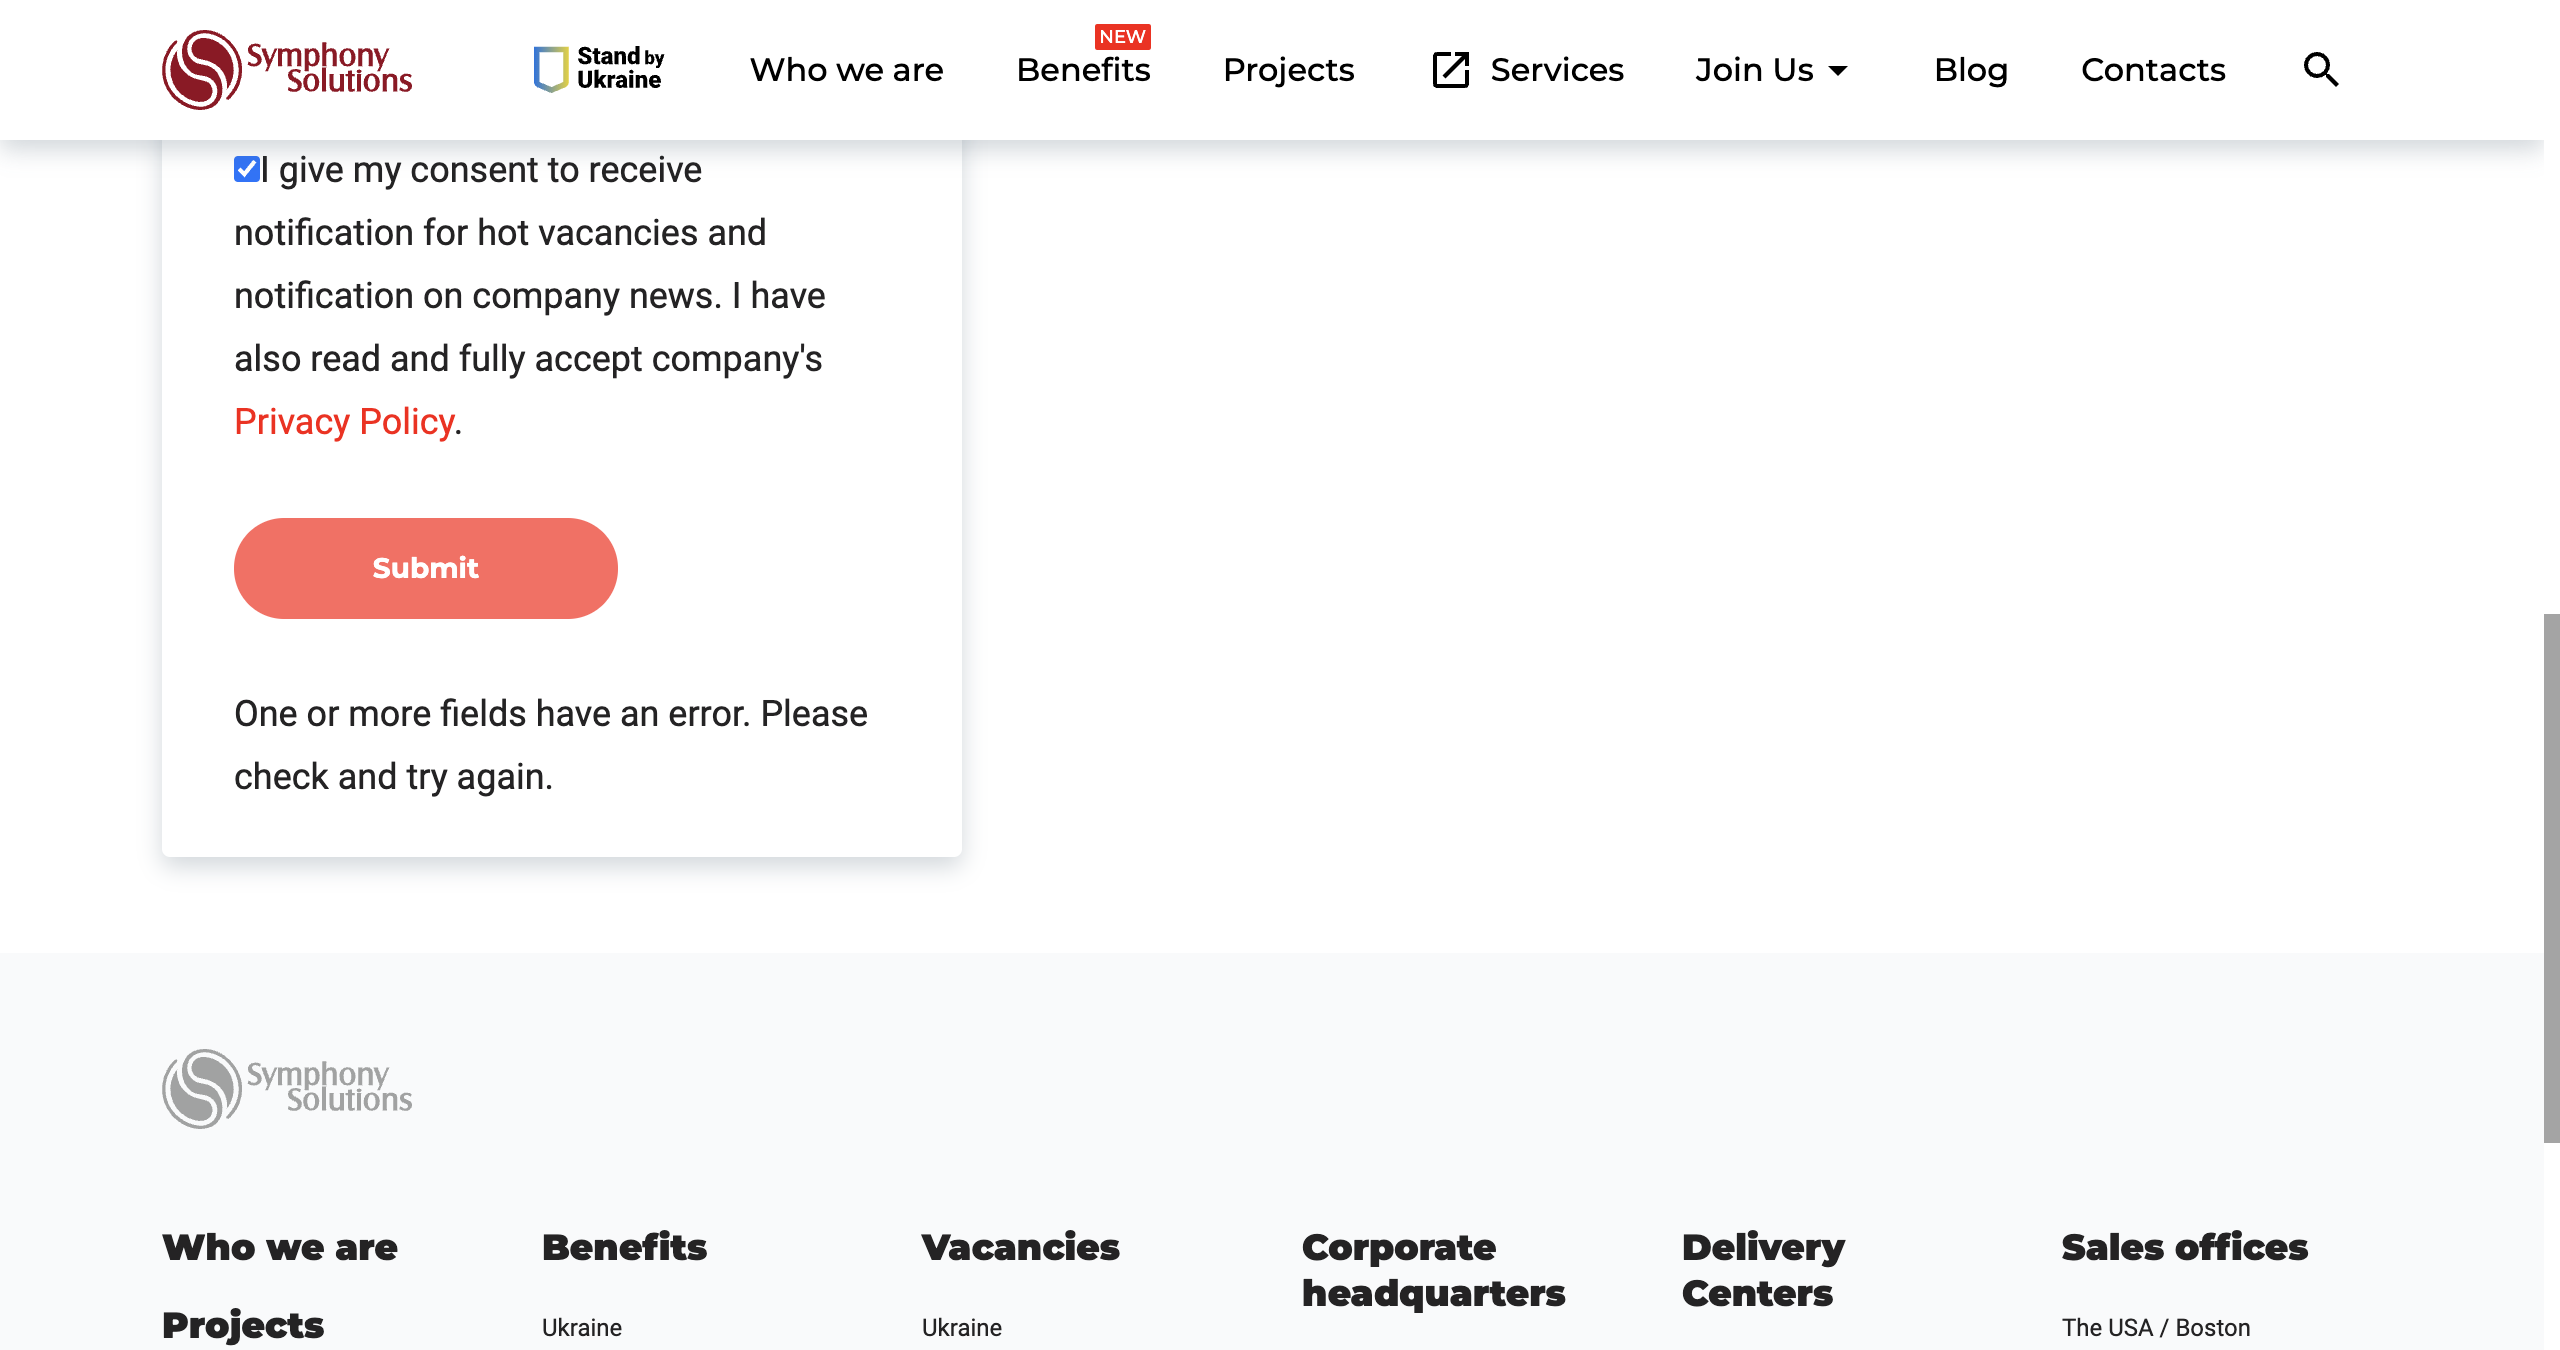 Symphony
Solutions
Stand by
Ukraine
Who we are
NEW
Benefits
Projects
Services
Join Us
Blog
Contacts
I give my consent to receive
notification for hot vacancies and
notification on company news. I have
also read and fully accept company's
Privacy Policy.
Submit
One or more fields have an error. Please
check and try again.
Symphony
Solutions
Who we are
Projects
Benefits
Ukraine
Vacancies
Ukraine
Corporate
headquarters
Delivery
Centers
Sales offices
The USA / Boston